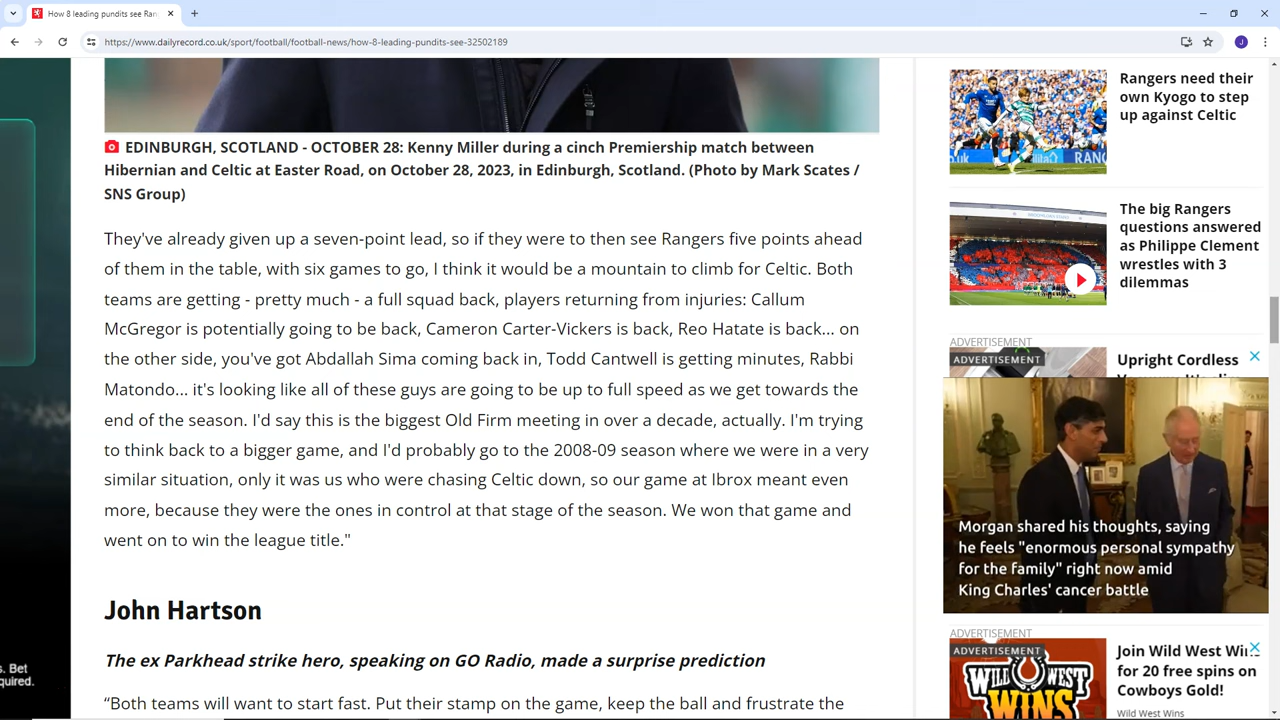 How 8 leading pundits see Ran
https://www.dailyrecord.co.uk/sport/football/football-news/how-8-leading-pundits-see-32502189
J
EDINBURGH, SCOTLAND - OCTOBER 28: Kenny Miller during a cinch Premiership match between
Hibernian and Celtic at Easter Road, on October 28, 2023, in Edinburgh, Scotland. (Photo by Mark Scates /
SNS Group)
They've already given up a seven-point lead, so if they were to then see Rangers five points ahead
of them in the table, with six games to go, I think it would be a mountain to climb for Celtic. Both
teams are getting - pretty much - a full squad back, players returning from injuries: Callum
McGregor is potentially going to be back, Cameron Carter-Vickers is back, Reo Hatate is back... on
the other side, you've got Abdallah Sima coming back in, Todd Cantwell is getting minutes, Rabbi
Matondo... it's looking like all of these guys are going to be up to full speed as we get towards the
end of the season. I'd say this is the biggest Old Firm meeting in over a decade, actually. I'm trying
to think back to a bigger game, and I'd probably go to the 2008-09 season where we were in a very
similar situation, only it was us who were chasing Celtic down, so our game at Ibrox meant even
more, because they were the ones in control at that stage of the season. We won that game and
went on to win the league title."
John Hartson
The ex Parkhead strike hero, speaking on GO Radio, made a surprise prediction
“Both teams will want to start fast. Put their stamp on the game, keep the ball and frustrate the
s. Bet
quired.
Rangers need their
own Kyogo to step
up against Celtic
The big Rangers
questions answered
as Philippe Clement
wrestles with 3
dilemmas
ADVERTISEMENT
ADVERTISEMENT
Upright Cordless
Morgan shared his thoughts, saying
he feels "enormous personal sympathy
for the family" right now amid
King Charles' cancer battle
ADVERTISEMENT
ADVERTISEMENT
WILD WEST
WINS
Join Wild West Wins
for 20 free spins on
Cowboys Gold!
Wild West Wins